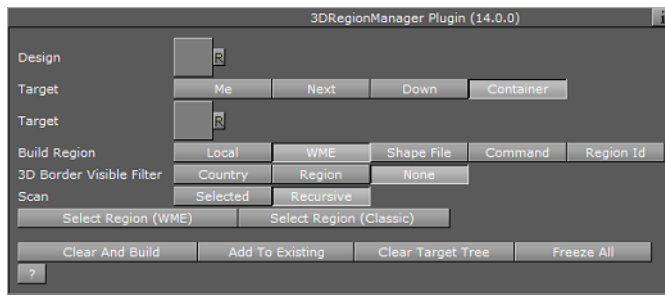 3DRegionManager Plugin (14.0.0) i
Design R
Target Me Next Down Container
Target R
Build Region Local WME Shape File Command Region Id
3D Border Visible Filter Country Region None
Scan Selected Recursive
Select Region (WME) Select Region (Classic)
Clear And Build Add To Existing Clear Target Tree Freeze All
?